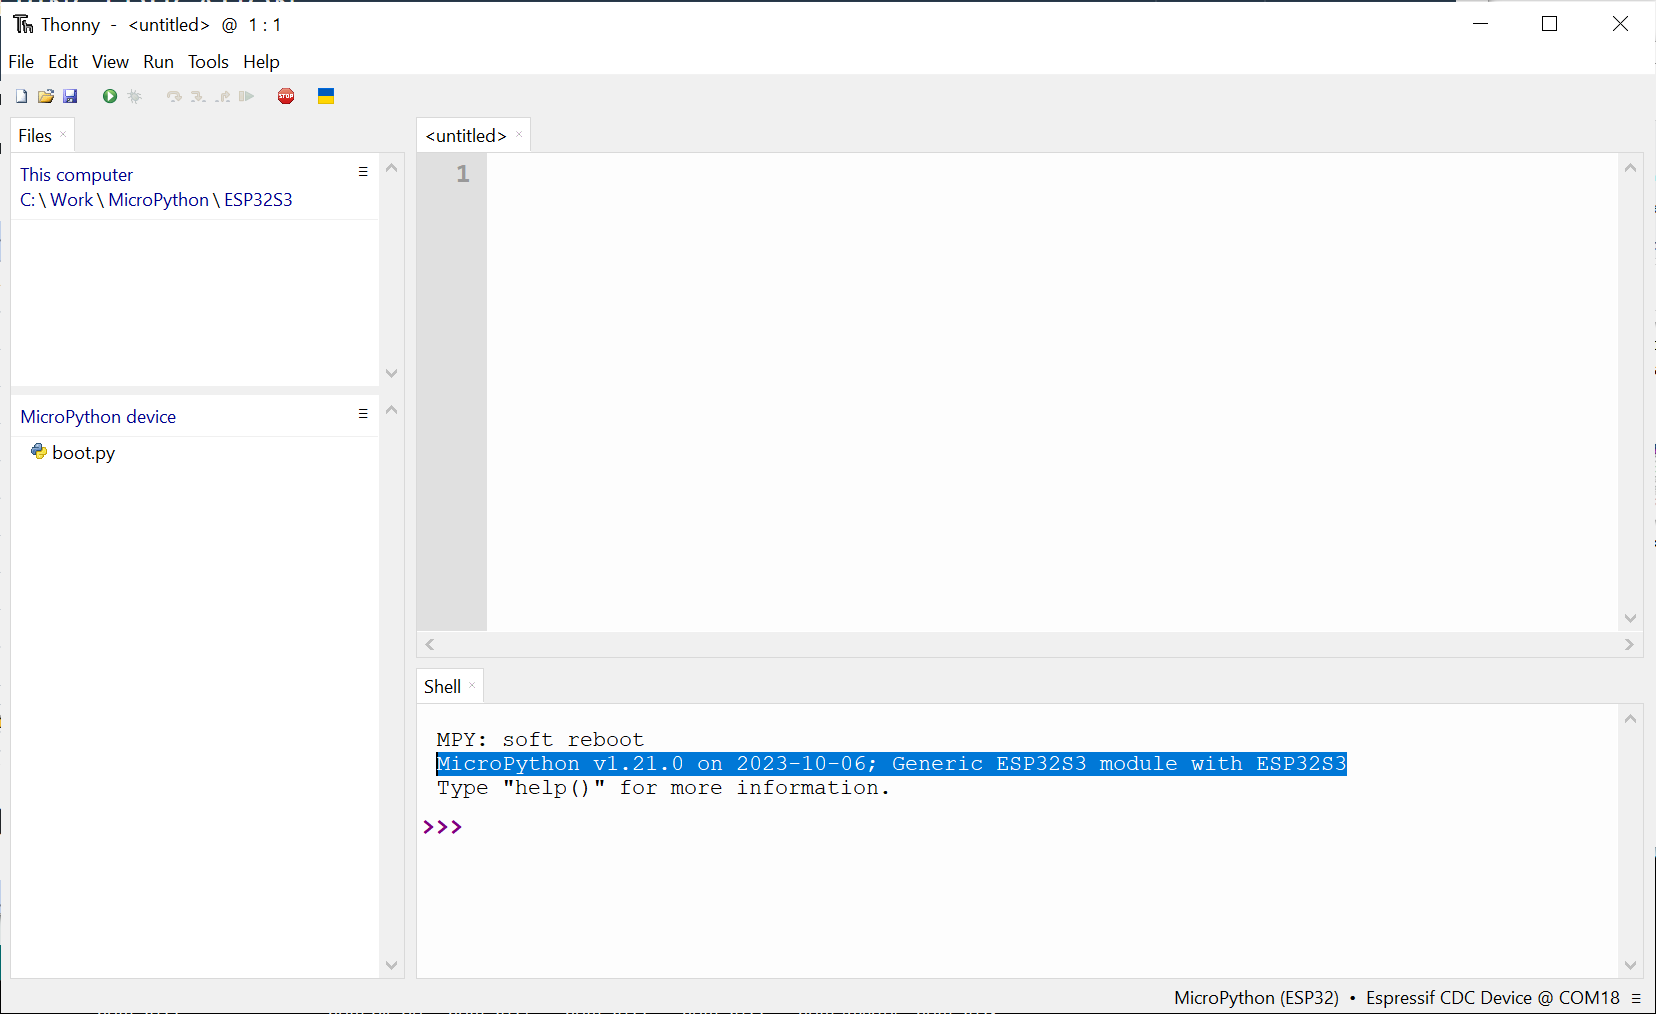 Thonny - <untitled> @ 1 : 1
File Edit View Run Tools Help
STOP
Files
This computer
C: \ Work \ MicroPython \ ESP32S3
MicroPython device
boot.py
<untitled>
1
Shell
MPY: soft reboot
MicroPython v1.21.0 on 2023-10-06; Generic ESP32S3 module with ESP32S3
Type "help()" for more information.
>>>
MicroPython (ESP32) • Espressif CDC Device @ COM18